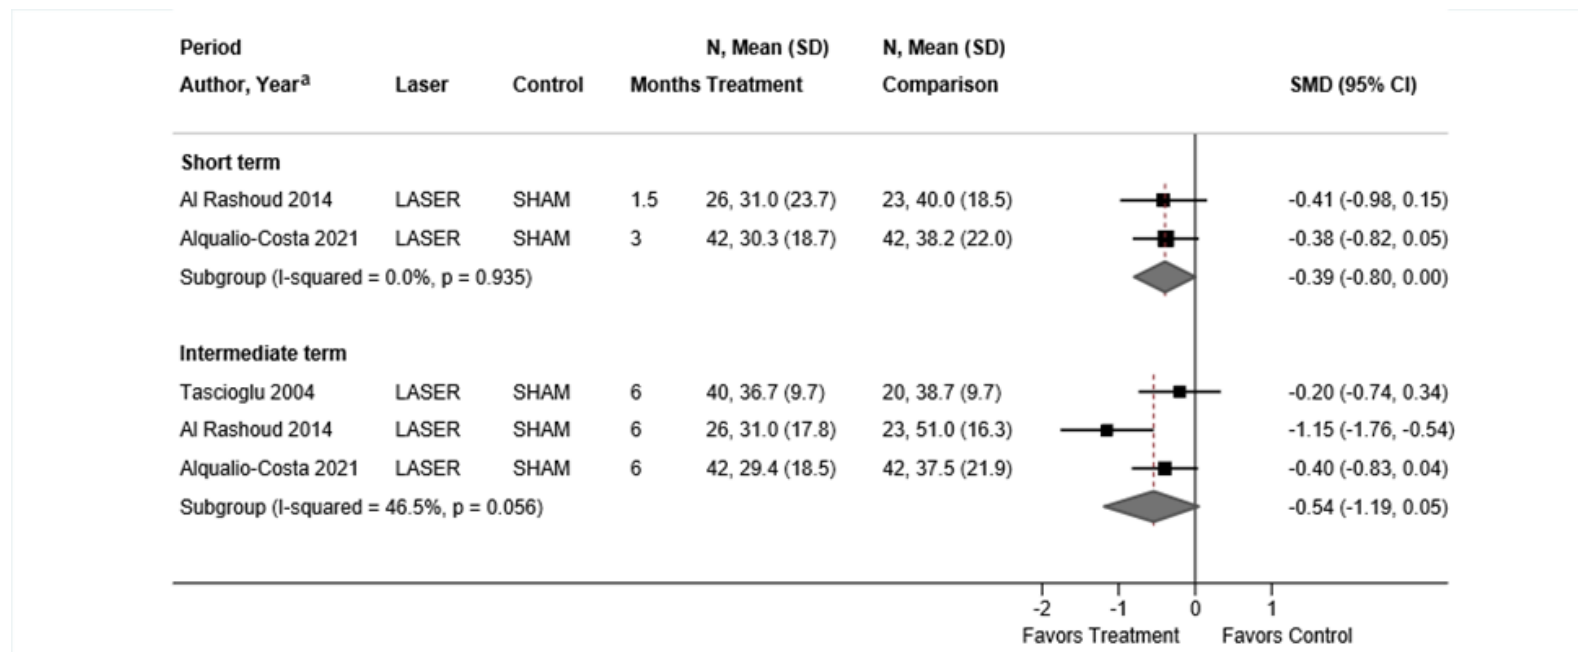 Period N, Mean (SD) N, Mean (SD)
Author, Yearᵃ Laser Control Months Treatment Comparison SMD (95% CI)
Short term
Al Rashoud 2014 LASER SHAM 1.5 26, 31.0 (23.7) 23, 40.0 (18.5) -0.41 (-0.98, 0.15)
Alqualio-Costa 2021 LASER SHAM 3 42, 30.3 (18.7) 42, 38.2 (22.0) -0.38 (-0.82, 0.05)
Subgroup (I-squared = 0.0%, p = 0.935) -0.39 (-0.80, 0.00)
Intermediate term
Tascioglu 2004 LASER SHAM 6 40, 36.7 (9.7) 20, 38.7 (9.7) -0.20 (-0.74, 0.34)
Al Rashoud 2014 LASER SHAM 6 26, 31.0 (17.8) 23, 51.0 (16.3) -1.15 (-1.76, -0.54)
Alqualio-Costa 2021 LASER SHAM 6 42, 29.4 (18.5) 42, 37.5 (21.9) -0.40 (-0.83, 0.04)
Subgroup (I-squared = 46.5%, p = 0.056) -0.54 (-1.19, 0.05)
-2 -1 0 1
Favors Treatment Favors Control